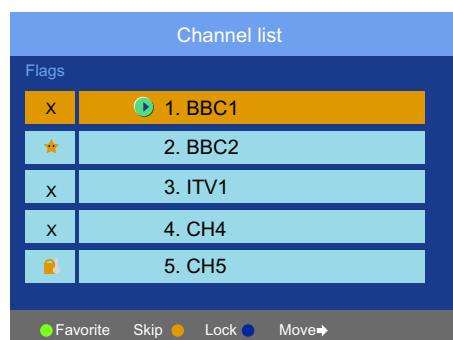 Channel list
Flags
X 1. BBC1
2. BBC2
X 3. ITV1
X 4. CH4
5. CH5
Favorite Skip Lock Move